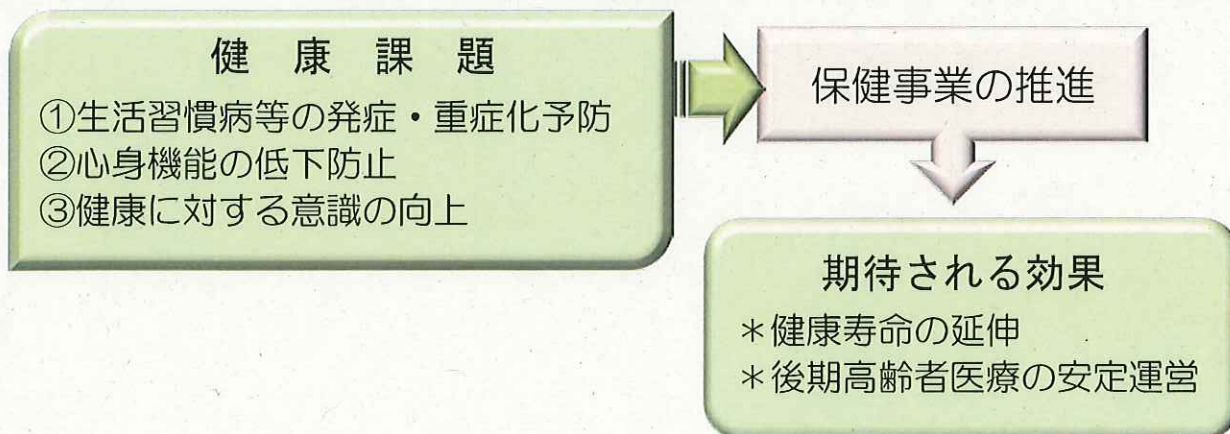 健康課題
①生活習慣病等の発症・重症化予防
②心身機能の低下防止
③健康に対する意識の向上
保健事業の推進
期待される効果
＊健康寿命の延伸
＊後期高齢者医療の安定運営